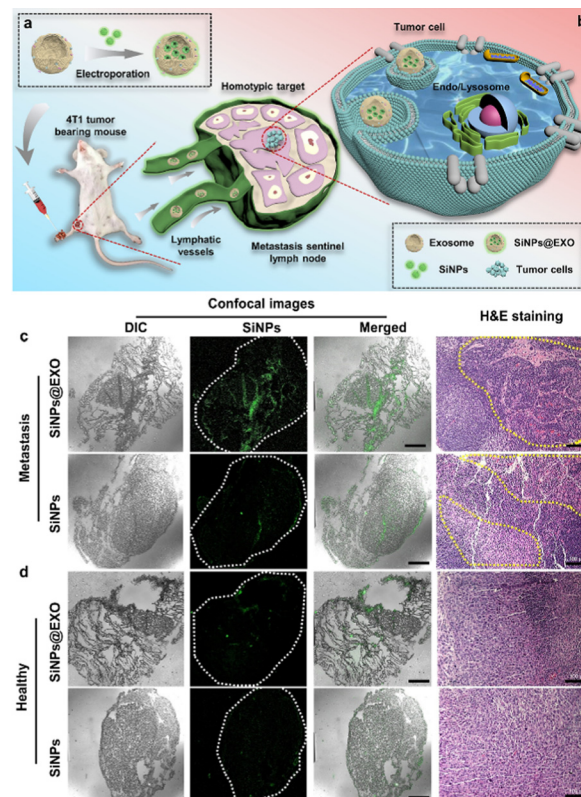 a
b
SiNPs
Electroporation
Tumor cell
Homotypic target
Endo/Lysosome
4T1 tumor
bearing mouse
Lymphatic
vessels
Metastasis sentinel
lymph node
Exosome
SiNPs@EXO
SiNPs
Tumor cells
Confocal images
DIC
SiNPs
Merged
H&E staining
c
Metastasis
SiNPs@EXO
SiNPs
d
Healthy
SiNPs@EXO
SiNPs